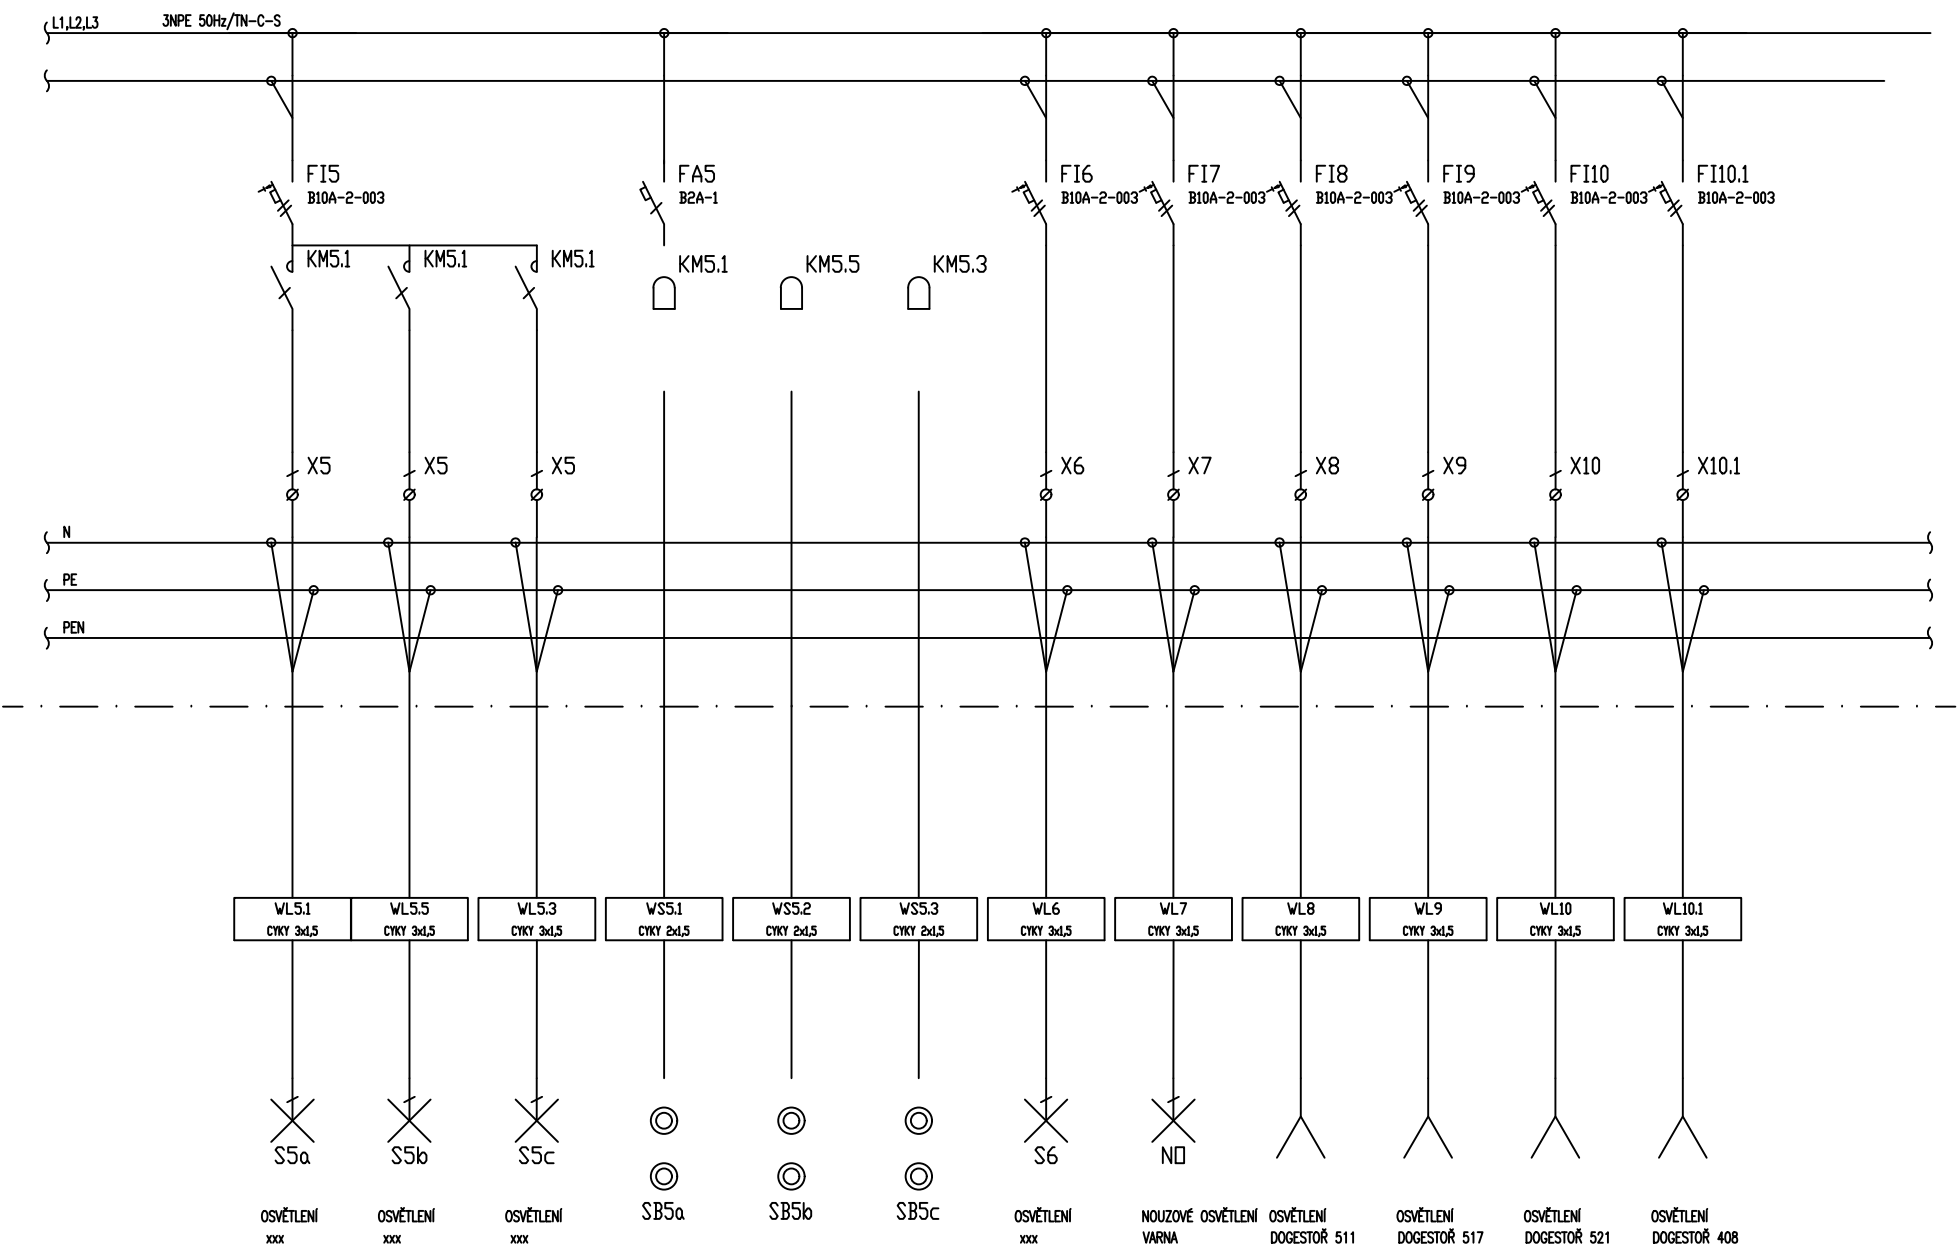 L1,L2,L3 3NPE 50Hz/TN-C-S
FI5 FA5 FI6 FI7 FI8 FI9 FI10 FI10.1
B10A-2-003 B2A-1 B10A-2-003 B10A-2-003 B10A-2-003 B10A-2-003 B10A-2-003 B10A-2-003
KM5.1 KM5.1 KM5.1 KM5.1 KM5.5 KM5.3
X5 X5 X5 X6 X7 X8 X9 X10 X10.1
N
PE
PEN
WL5.1 WL5.5 WL5.3 WS5.1 WS5.2 WS5.3 WL6 WL7 WL8 WL9 WL10 WL10.1
CYKY 3x1,5 CYKY 3x1,5 CYKY 3x1,5 CYKY 2x1,5 CYKY 2x1,5 CYKY 2x1,5 CYKY 3x1,5 CYKY 3x1,5 CYKY 3x1,5 CYKY 3x1,5 CYKY 3x1,5 CYKY 3x1,5
S5a S5b S5c S6 NO
SB5a SB5b SB5c
OSVĚTLENÍ OSVĚTLENÍ OSVĚTLENÍ OSVĚTLENÍ NOUZOVÉ OSVĚTLENÍ OSVĚTLENÍ OSVĚTLENÍ OSVĚTLENÍ OSVĚTLENÍ
xxx xxx xxx xxx VARNA DOGESTOŘ 511 DOGESTOŘ 517 DOGESTOŘ 521 DOGESTOŘ 408